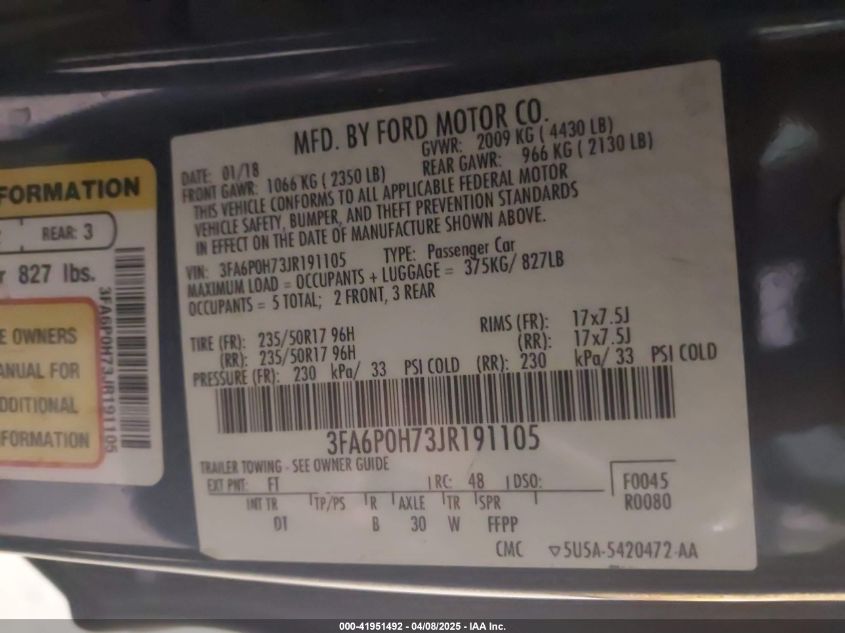 FORMATION
REAR: 3
827 lbs.
E OWNERS
ANUAL FOR
DDITIONAL
FORMATION
3FA6P0H73JR191105
MFD. BY FORD MOTOR CO.
DATE: 01/18 GVWR: 2009 KG ( 4430 LB)
FRONT GAWR: 1066 KG ( 2350 LB) REAR GAWR: 966 KG ( 2130 LB)
THIS VEHICLE CONFORMS TO ALL APPLICABLE FEDERAL MOTOR
VEHICLE SAFETY, BUMPER, AND THEFT PREVENTION STANDARDS
IN EFFECT ON THE DATE OF MANUFACTURE SHOWN ABOVE.
VIN: 3FA6P0H73JR191105 TYPE: Passenger Car
MAXIMUM LOAD = OCCUPANTS + LUGGAGE = 375KG/ 827LB
OCCUPANTS = 5 TOTAL; 2 FRONT, 3 REAR
TIRE (FR): 235/50R17 96H RIMS (FR): 17x7.5J
(RR): 235/50R17 96H (RR): 17x7.5J
PRESSURE (FR): 230 kPa/ 33 PSI COLD (RR): 230 kPa/ 33 PSI COLD
3FA6P0H73JR191105
TRAILER TOWING - SEE OWNER GUIDE
EXT PNT: FT RC: 48 DSO: F0045
INT TR TP/PS R AXLE TR SPR R0080
01 B 30 W FFPP
CMC ▽5U5A-5420472-AA
000-41951492 - 04/08/2025 - IAA Inc.